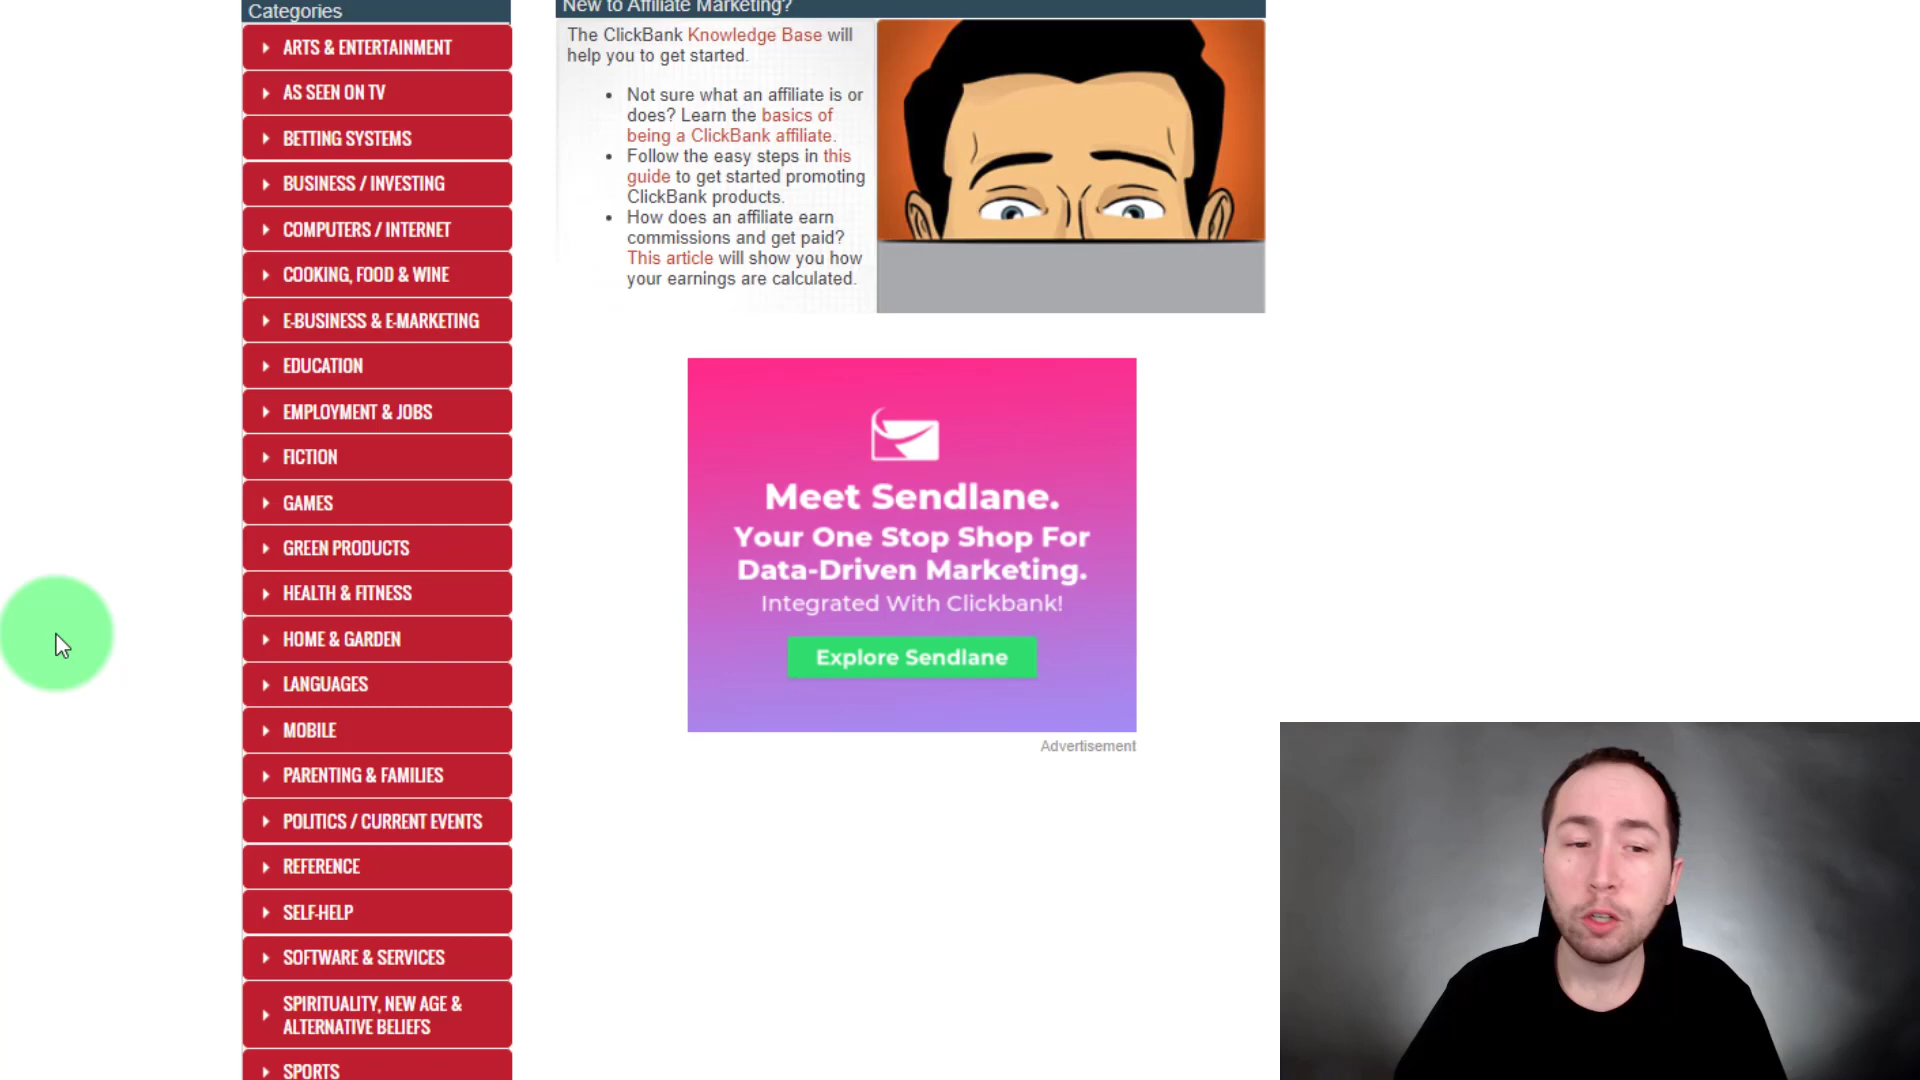 Categories
ARTS & ENTERTAINMENT
AS SEEN ON TV
BETTING SYSTEMS
BUSINESS / INVESTING
COMPUTERS / INTERNET
COOKING, FOOD & WINE
E-BUSINESS & E-MARKETING
EDUCATION
EMPLOYMENT & JOBS
FICTION
GAMES
GREEN PRODUCTS
HEALTH & FITNESS
HOME & GARDEN
LANGUAGES
MOBILE
PARENTING & FAMILIES
POLITICS / CURRENT EVENTS
REFERENCE
SELF-HELP
SOFTWARE & SERVICES
SPIRITUALITY, NEW AGE &
ALTERNATIVE BELIEFS
SPORTS
New to Affiliate Marketing?
The ClickBank Knowledge Base will
help you to get started.
• Not sure what an affiliate is or
does? Learn the basics of
being a ClickBank affiliate.
• Follow the easy steps in this
guide to get started promoting
ClickBank products.
• How does an affiliate earn
commissions and get paid?
This article will show you how
your earnings are calculated.
Meet Sendlane.
Your One Stop Shop For
Data-Driven Marketing.
Integrated With Clickbank!
Explore Sendlane
Advertisement